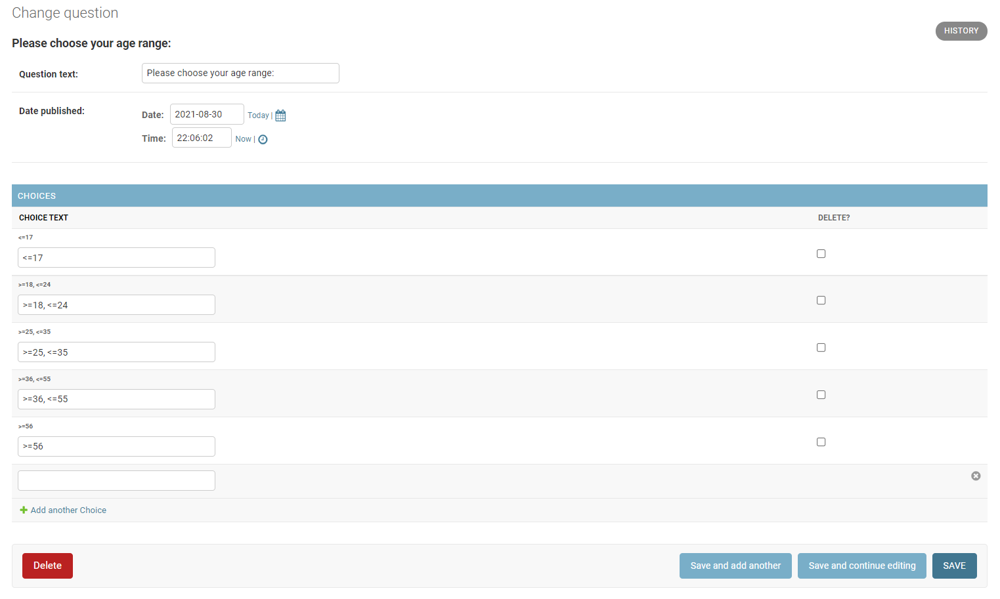 Change question
HISTORY
Please choose your age range:
Question text:
Please choose your age range:
Date published:
Date: 2021-08-30 Today |
Time: 22:06:02 Now |
CHOICES
CHOICE TEXT DELETE?
<=17
<=17
>=18, <=24
>=18, <=24
>=25, <=35
>=25, <=35
>=36, <=55
>=36, <=55
>=56
>=56
Add another Choice
Delete Save and add another Save and continue editing SAVE